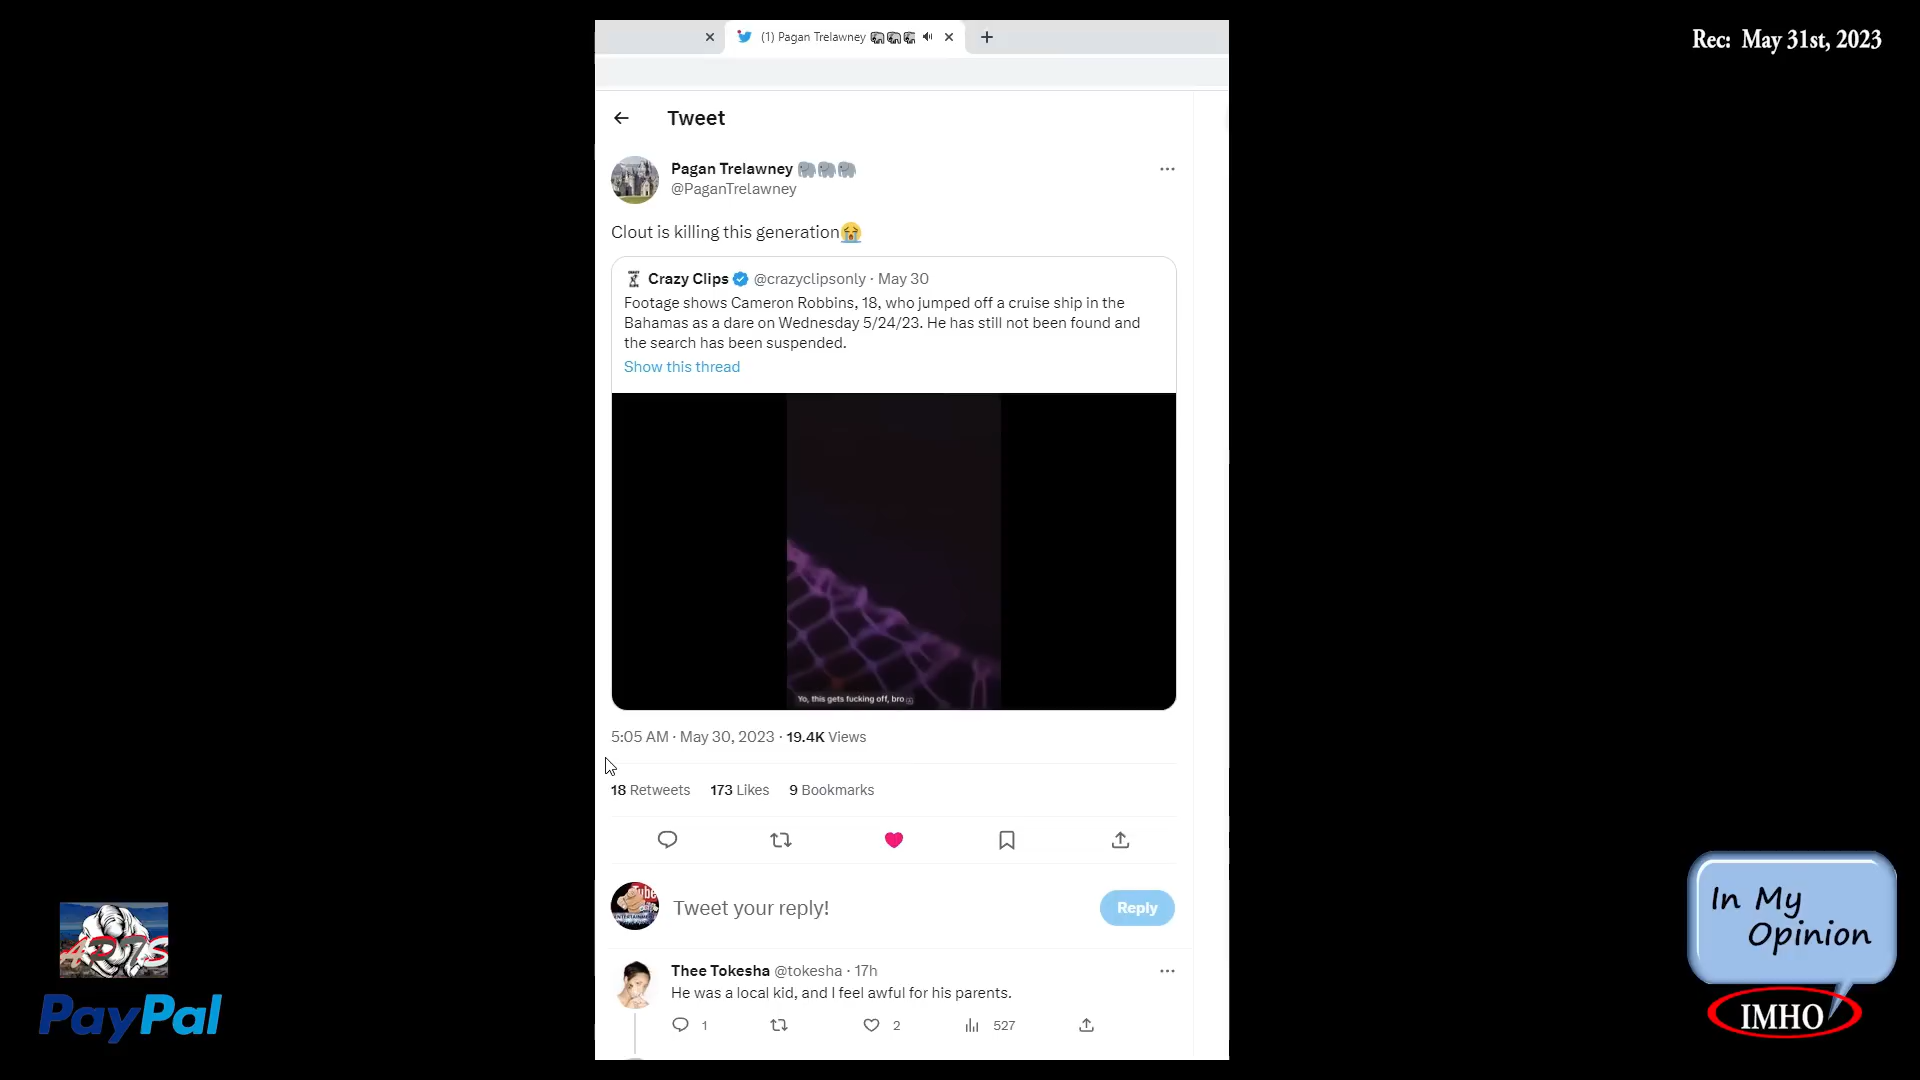 (1) Pagan Trelawney
Rec: May 31st, 2023
Tweet
Pagan Trelawney 🐘🐘🐘
@PaganTrelawney
Clout is killing this generation😭
Crazy Clips @crazyclipsonly · May 30
Footage shows Cameron Robbins, 18, who jumped off a cruise ship in the
Bahamas as a dare on Wednesday 5/24/23. He has still not been found and
the search has been suspended.
Show this thread
Yo, this gets fucking off, bro
5:05 AM · May 30, 2023 · 19.4K Views
18 Retweets 173 Likes 9 Bookmarks
Tweet your reply!
Reply
Thee Tokesha @tokesha · 17h
He was a local kid, and I feel awful for his parents.
1 2 527
PayPal
In My
Opinion
IMHO